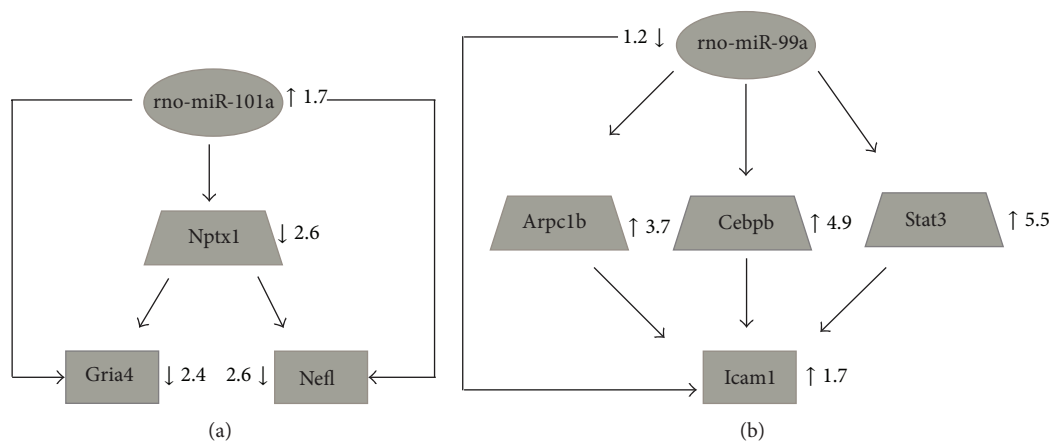 rno-miR-101a
↑ 1.7
Nptx1
↓ 2.6
Gria4
↓ 2.4
2.6 ↓
Nefl
(a)
1.2 ↓
rno-miR-99a
Arpc1b
↑ 3.7
Cebpb
↑ 4.9
Stat3
↑ 5.5
Icam1
↑ 1.7
(b)